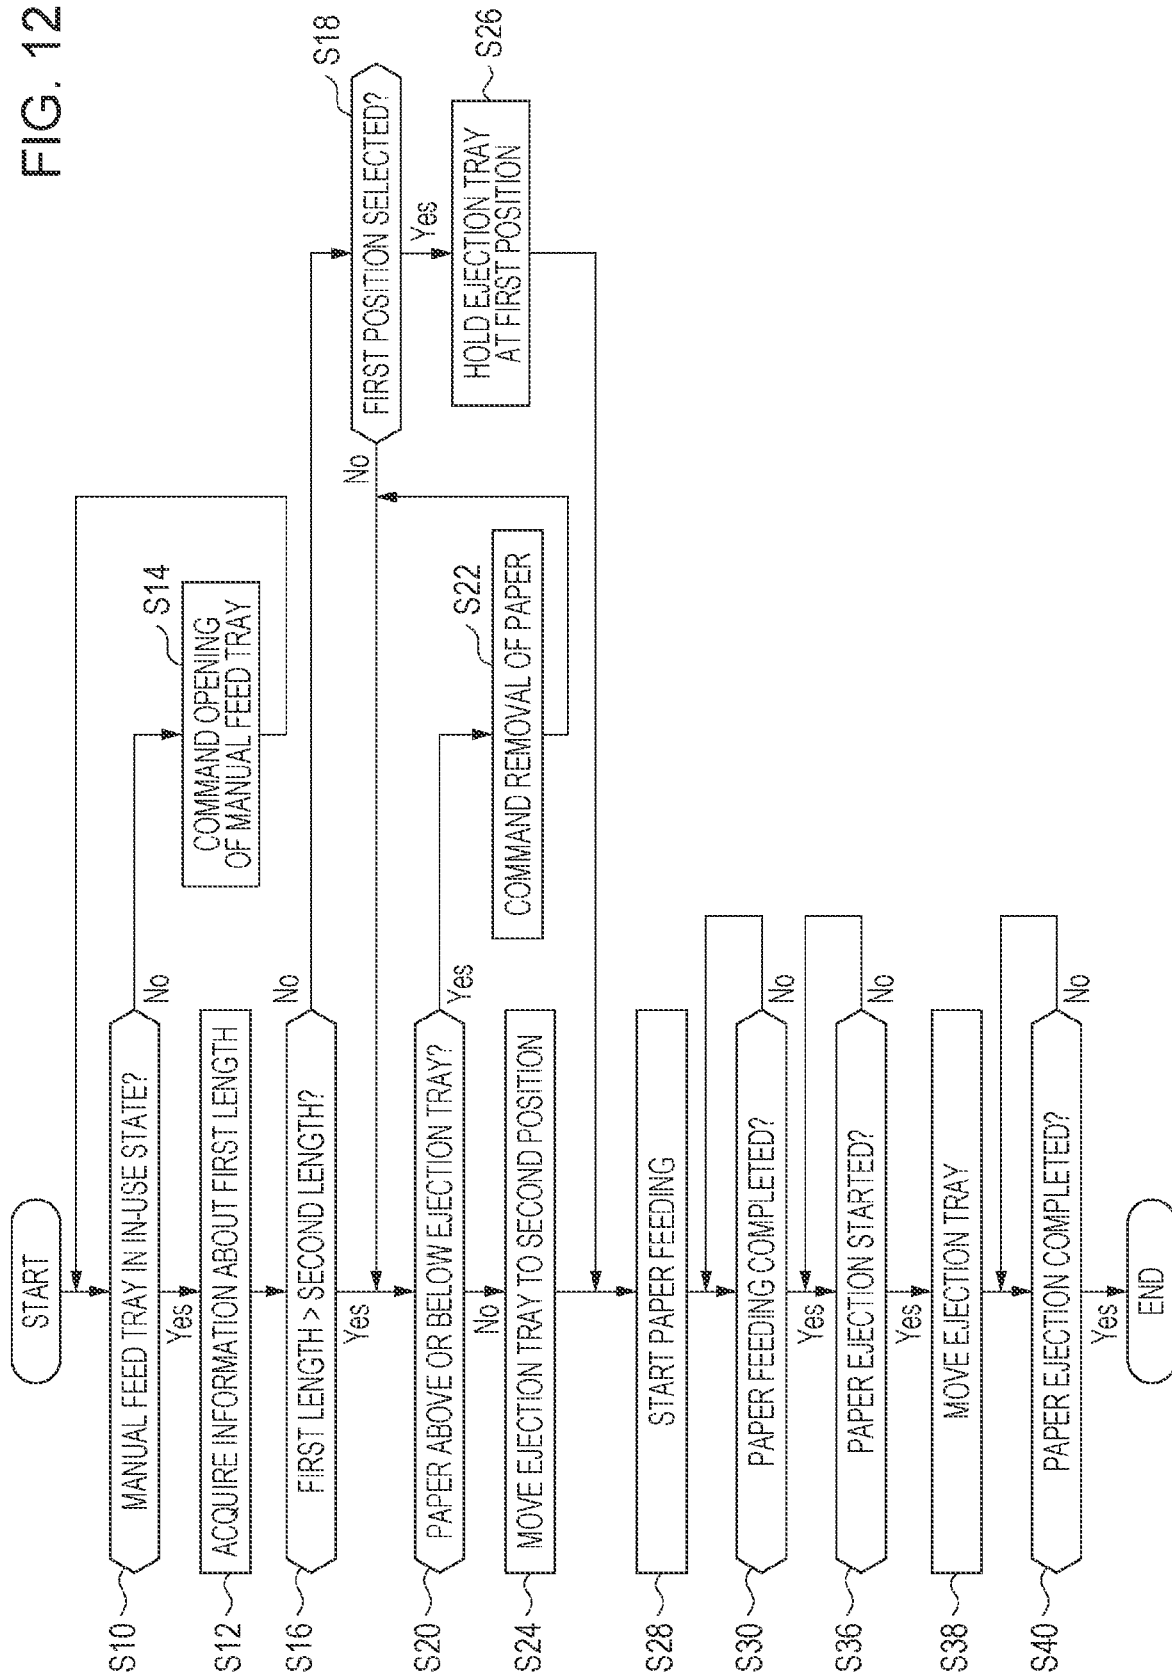 FIG. 12
START
S10
MANUAL FEED TRAY IN IN-USE STATE?
No
Yes
S14
COMMAND OPENING
OF MANUAL FEED TRAY
S12
ACQUIRE INFORMATION ABOUT FIRST LENGTH
S16
FIRST LENGTH > SECOND LENGTH?
No
Yes
S18
FIRST POSITION SELECTED?
No
Yes
S20
PAPER ABOVE OR BELOW EJECTION TRAY?
Yes
No
S22
COMMAND REMOVAL OF PAPER
S26
HOLD EJECTION TRAY
AT FIRST POSITION
S24
MOVE EJECTION TRAY TO SECOND POSITION
S28
START PAPER FEEDING
S30
PAPER FEEDING COMPLETED?
No
Yes
S36
PAPER EJECTION STARTED?
No
Yes
S38
MOVE EJECTION TRAY
S40
PAPER EJECTION COMPLETED?
No
Yes
END